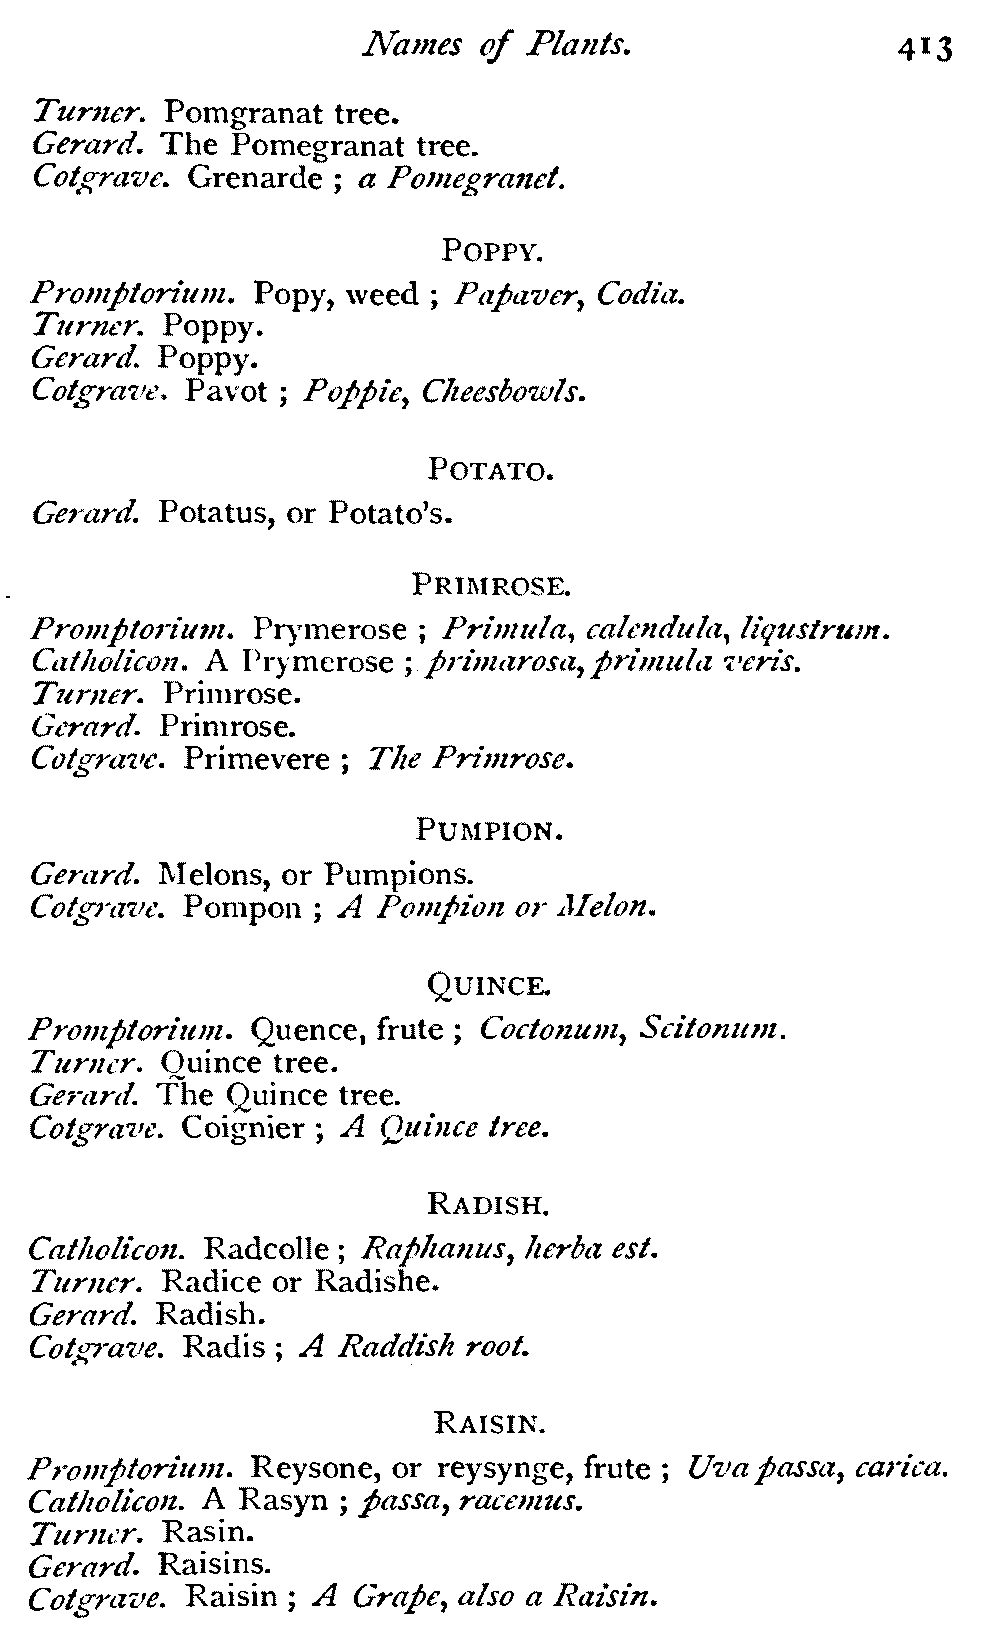 Names of Plants. 413
Turner. Pomgranat tree.
Gerard. The Pomegranat tree.
Cotgrave. Grenarde ; a Pomegranet.
POPPY.
Promptorium. Popy, weed ; Papaver, Codia.
Turner. Poppy.
Gerard. Poppy.
Cotgrave. Pavot ; Poppie, Cheesbowls.
POTATO.
Gerard. Potatus, or Potato's.
PRIMROSE.
Promptorium. Prymerose ; Primula, calendula, liqustrum.
Catholicon. A Prymerose ; primarosa, primula veris.
Turner. Primrose.
Gerard. Primrose.
Cotgrave. Primevere ; The Primrose.
PUMPION.
Gerard. Melons, or Pumpions.
Cotgrave. Pompon ; A Pompion or Melon.
QUINCE.
Promptorium. Quence, frute ; Coctonum, Scitonum.
Turner. Quince tree.
Gerard. The Quince tree.
Cotgrave. Coignier ; A Quince tree.
RADISH.
Catholicon. Radcolle ; Raphanus, herba est.
Turner. Radice or Radishe.
Gerard. Radish.
Cotgrave. Radis ; A Raddish root.
RAISIN.
Promptorium. Reysone, or reysynge, frute ; Uva passa, carica.
Catholicon. A Rasyn ; passa, racemus.
Turner. Rasin.
Gerard. Raisins.
Cotgrave. Raisin ; A Grape, also a Raisin.